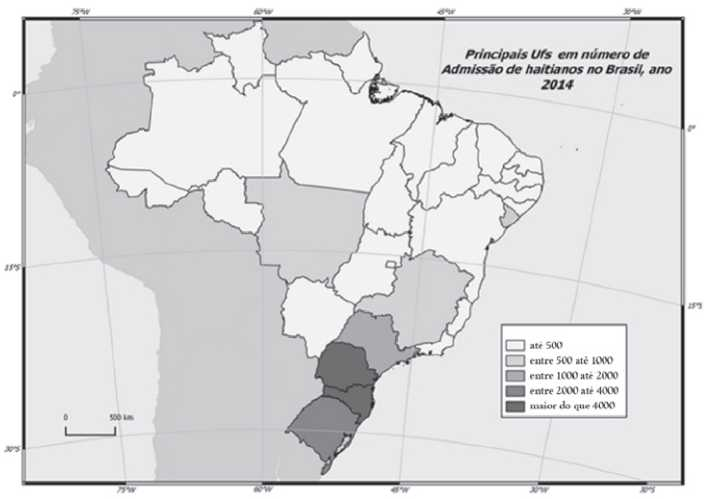 75°W
60°W
45°W
30°W
Principais Ufs em número de
Admissão de haitianos no Brasil, ano
2014
0°
0°
15°S
15°S
até 500
entre 500 até 1000
entre 1000 até 2000
entre 2000 até 4000
maior do que 4000
0
500 km
30°S
75°W
60°W
45°W
30°W
15°W